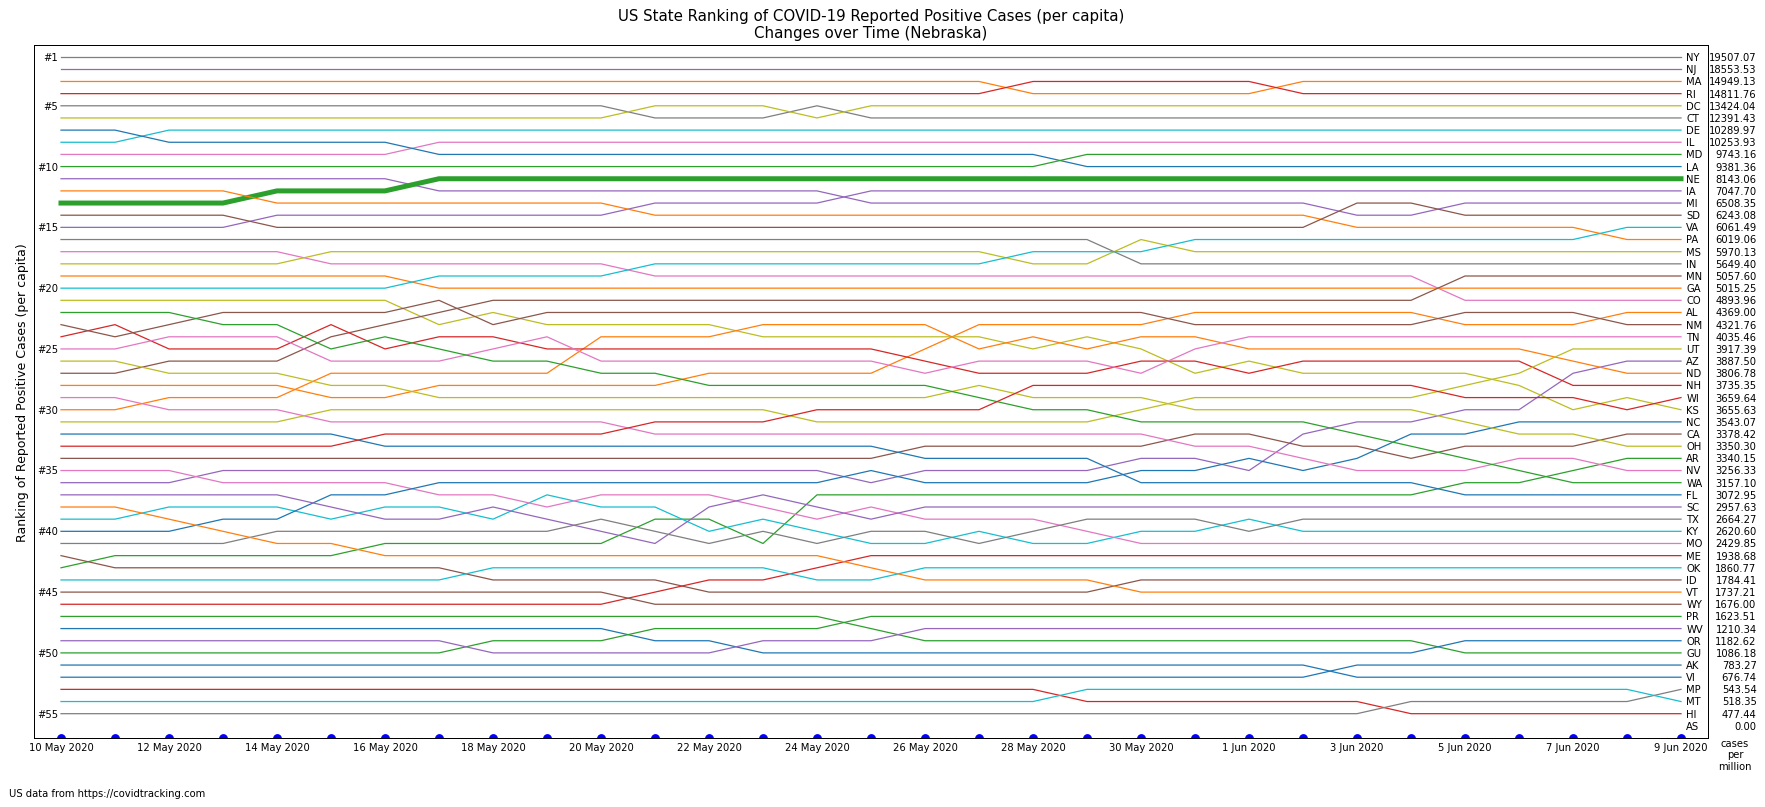 US State Ranking of COVID-19 Reported Positive Cases (per capita)
Changes over Time (Nebraska)
Ranking of Reported Positive Cases (per capita)
#1
#5
#10
#15
#20
#25
#30
#35
#40
#45
#50
#55
NY 19507.07
NJ 18553.53
MA 14949.13
RI 14811.76
DC 13424.04
CT 12391.43
DE 10289.97
IL 10253.93
MD 9743.16
LA 9381.36
NE 8143.06
IA 7047.70
MI 6508.35
SD 6243.08
VA 6061.49
PA 6019.06
MS 5970.13
IN 5649.40
MN 5057.60
GA 5015.25
CO 4893.96
AL 4369.00
NM 4321.76
TN 4035.46
UT 3917.39
AZ 3887.50
ND 3806.78
NH 3735.35
WI 3659.64
KS 3655.63
NC 3543.07
CA 3378.42
OH 3350.30
AR 3340.15
NV 3256.33
WA 3157.10
FL 3072.95
SC 2957.63
TX 2664.27
KY 2620.60
MO 2429.85
ME 1938.68
OK 1860.77
ID 1784.41
VT 1737.21
WY 1676.00
PR 1623.51
WV 1210.34
OR 1182.62
GU 1086.18
AK 783.27
VI 676.74
MP 543.54
MT 518.35
HI 477.44
AS 0.00
10 May 2020 12 May 2020 14 May 2020 16 May 2020 18 May 2020 20 May 2020 22 May 2020 24 May 2020 26 May 2020 28 May 2020 30 May 2020 1 Jun 2020 3 Jun 2020 5 Jun 2020 7 Jun 2020 9 Jun 2020
cases
per
million
US data from https://covidtracking.com